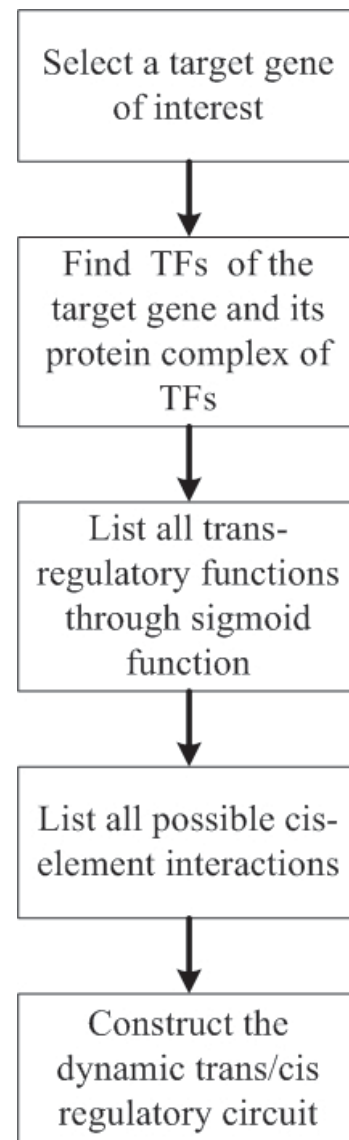 Select a target gene
of interest
Find TFs of the
target gene and its
protein complex of
TFs
List all trans-
regulatory functions
through sigmoid
function
List all possible cis-
element interactions
Construct the
dynamic trans/cis
regulatory circuit